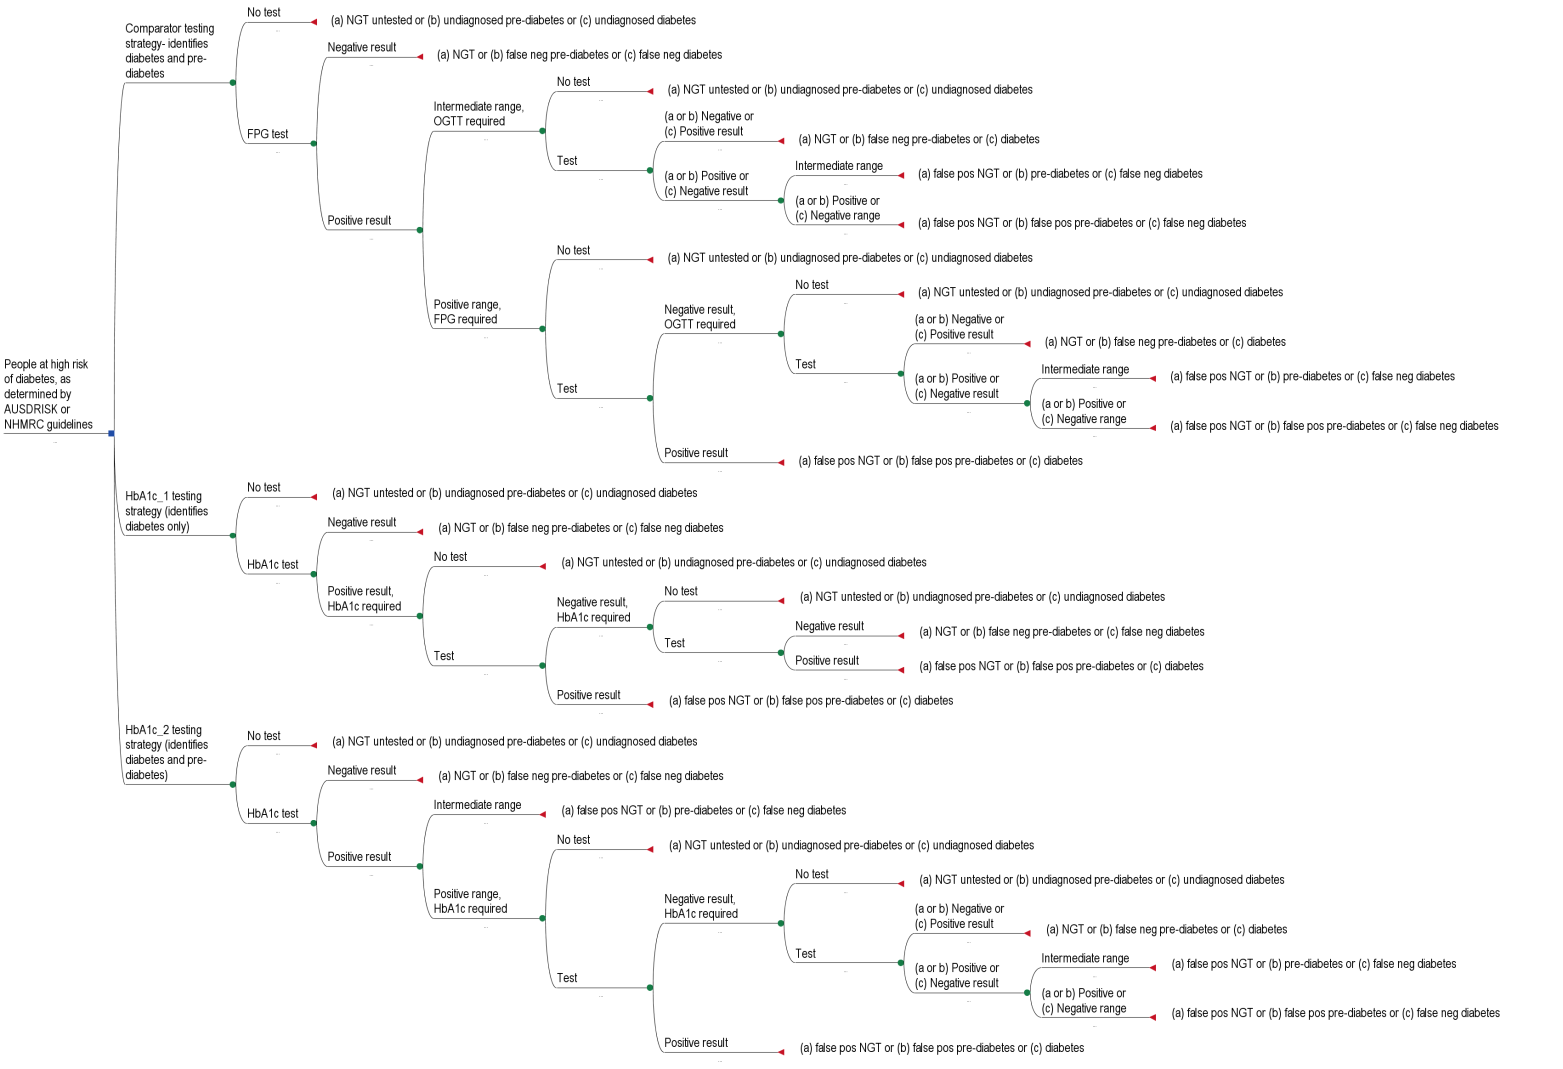 No test
(a) NGT untested or (b) undiagnosed pre-diabetes or (c) undiagnosed diabetes
Comparator testing
strategy- identifies
diabetes and pre-
diabetes
Negative result
(a) NGT or (b) false neg pre-diabetes or (c) false neg diabetes
No test
(a) NGT untested or (b) undiagnosed pre-diabetes or (c) undiagnosed diabetes
Intermediate range,
OGTT required
(a or b) Negative or
(c) Positive result
(a) NGT or (b) false neg pre-diabetes or (c) diabetes
FPG test
Test
Intermediate range
(a) false pos NGT or (b) pre-diabetes or (c) false neg diabetes
(a or b) Positive or
(c) Negative result
(a or b) Positive or
(c) Negative range
(a) false pos NGT or (b) false pos pre-diabetes or (c) false neg diabetes
Positive result
No test
(a) NGT untested or (b) undiagnosed pre-diabetes or (c) undiagnosed diabetes
No test
(a) NGT untested or (b) undiagnosed pre-diabetes or (c) undiagnosed diabetes
Positive range,
FPG required
Negative result,
OGTT required
(a or b) Negative or
(c) Positive result
(a) NGT or (b) false neg pre-diabetes or (c) diabetes
Test
Intermediate range
(a) false pos NGT or (b) pre-diabetes or (c) false neg diabetes
Test
(a or b) Positive or
(c) Negative result
(a or b) Positive or
(c) Negative range
(a) false pos NGT or (b) false pos pre-diabetes or (c) false neg diabetes
Positive result
(a) false pos NGT or (b) false pos pre-diabetes or (c) diabetes
People at high risk
of diabetes, as
determined by
AUSDRISK or
NHMRC guidelines
No test
(a) NGT untested or (b) undiagnosed pre-diabetes or (c) undiagnosed diabetes
HbA1c_1 testing
strategy (identifies
diabetes only)
Negative result
(a) NGT or (b) false neg pre-diabetes or (c) false neg diabetes
HbA1c test
No test
(a) NGT untested or (b) undiagnosed pre-diabetes or (c) undiagnosed diabetes
Positive result,
HbA1c required
Negative result,
HbA1c required
No test
(a) NGT untested or (b) undiagnosed pre-diabetes or (c) undiagnosed diabetes
Negative result
(a) NGT or (b) false neg pre-diabetes or (c) false neg diabetes
Test
Test
Positive result
(a) false pos NGT or (b) false pos pre-diabetes or (c) diabetes
Positive result
(a) false pos NGT or (b) false pos pre-diabetes or (c) diabetes
HbA1c_2 testing
strategy (identifies
diabetes and pre-
diabetes)
No test
(a) NGT untested or (b) undiagnosed pre-diabetes or (c) undiagnosed diabetes
Negative result
(a) NGT or (b) false neg pre-diabetes or (c) false neg diabetes
HbA1c test
Intermediate range
(a) false pos NGT or (b) pre-diabetes or (c) false neg diabetes
Positive result
No test
(a) NGT untested or (b) undiagnosed pre-diabetes or (c) undiagnosed diabetes
Positive range,
HbA1c required
No test
(a) NGT untested or (b) undiagnosed pre-diabetes or (c) undiagnosed diabetes
Negative result,
HbA1c required
(a or b) Negative or
(c) Positive result
(a) NGT or (b) false neg pre-diabetes or (c) diabetes
Test
Intermediate range
(a) false pos NGT or (b) pre-diabetes or (c) false neg diabetes
Test
(a or b) Positive or
(c) Negative result
(a or b) Positive or
(c) Negative range
(a) false pos NGT or (b) false pos pre-diabetes or (c) false neg diabetes
Positive result
(a) false pos NGT or (b) false pos pre-diabetes or (c) diabetes